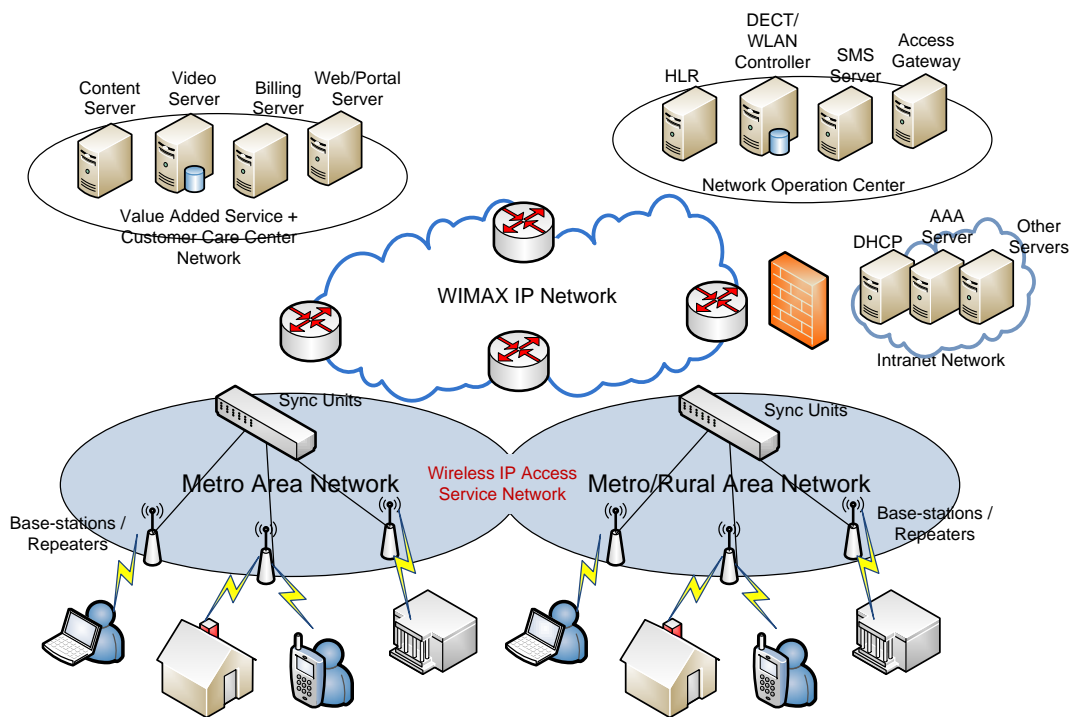 Content
Server
Video
Server
Billing
Server
Web/Portal
Server
Value Added Service +
Customer Care Center
Network
HLR
DECT/
WLAN
Controller
SMS
Server
Access
Gateway
Network Operation Center
WIMAX IP Network
DHCP
AAA
Server
Other
Servers
Intranet Network
Sync Units
Sync Units
Metro Area Network
Wireless IP Access
Service Network
Metro/Rural Area Network
Base-stations /
Repeaters
Base-stations /
Repeaters